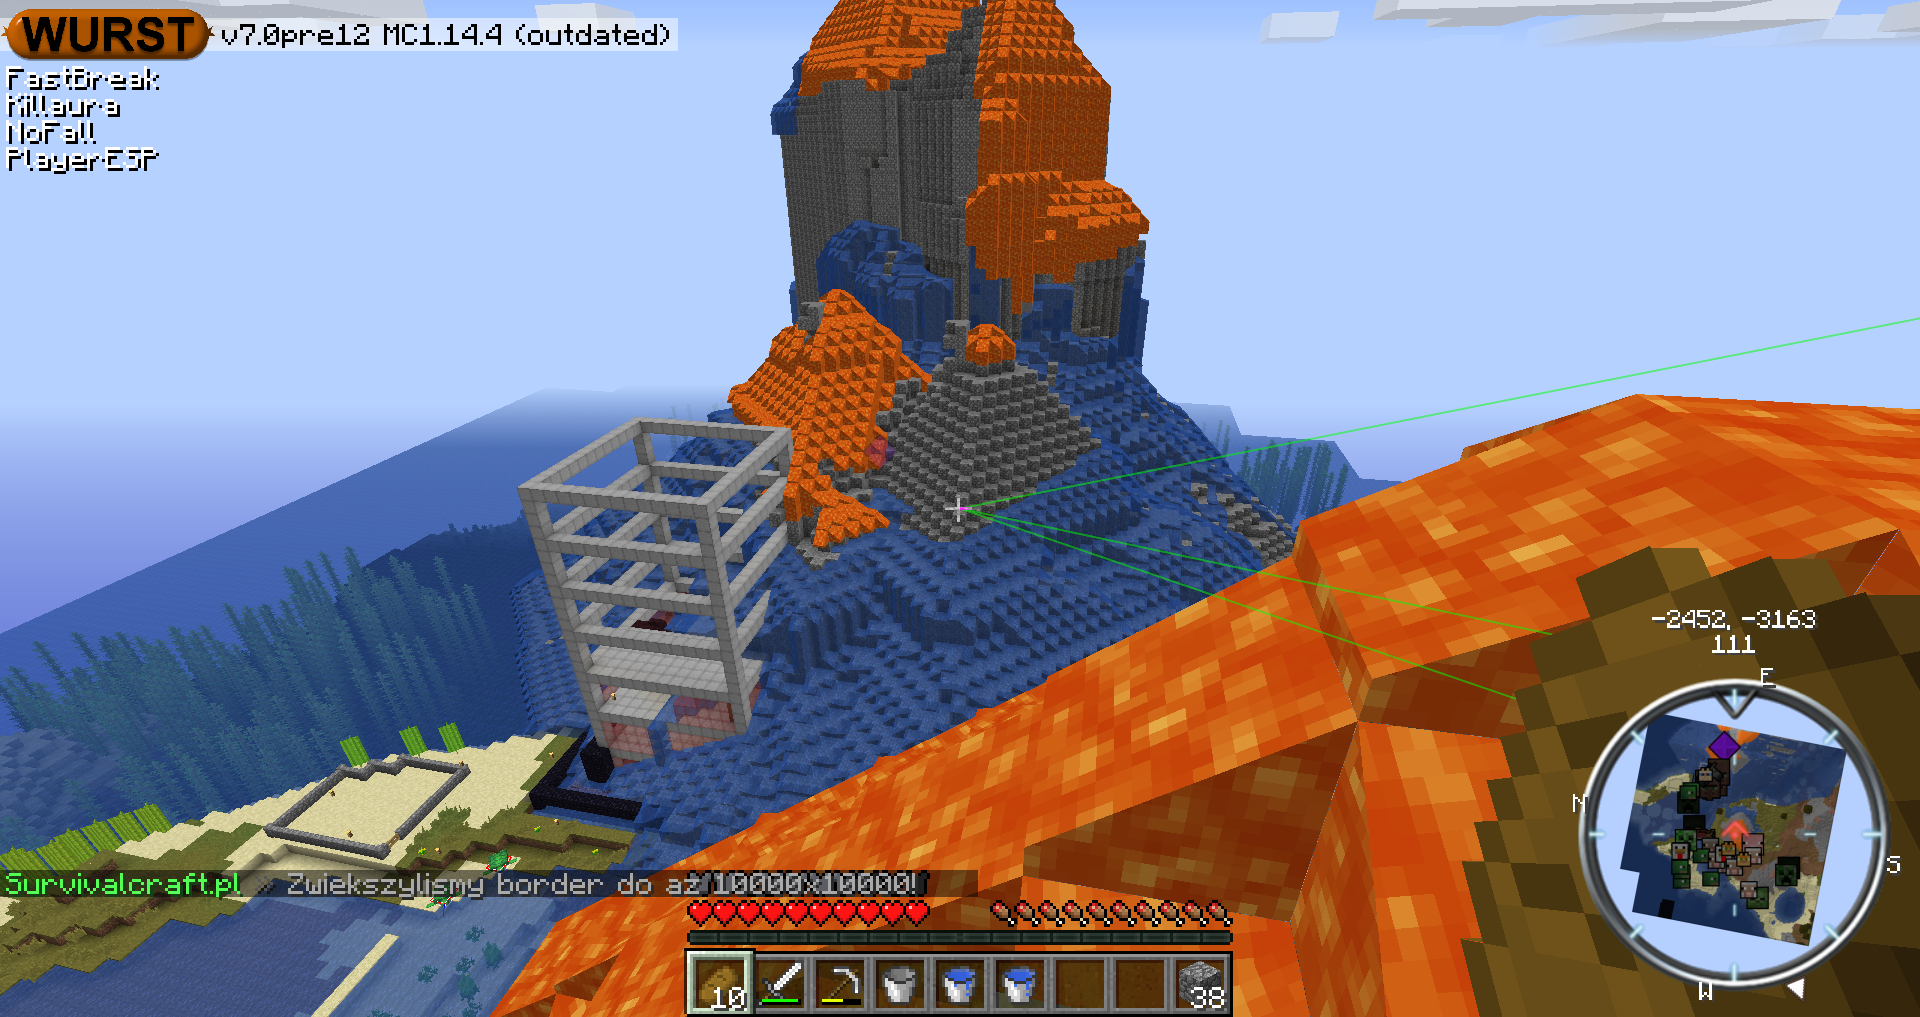 WURST v7.0pre12 MC1.14.4 (outdated)
FastBreak
Killaura
NoFall
PlayerESP
-2452, -3163
111
E
N
S
W
Survivalcraft.pl » Zwiekszylismy border do az 10000x10000!
10
38